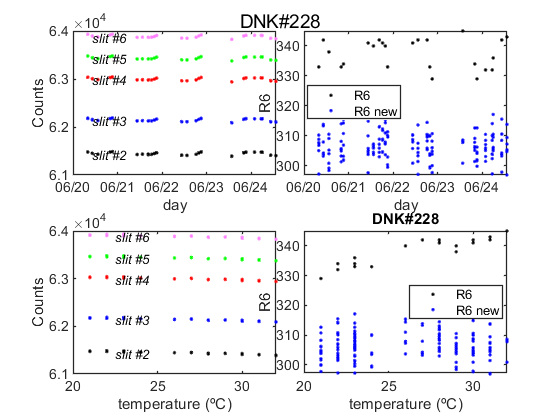 DNK#228
×10⁴
6.4
6.3
6.2
6.1
Counts
slit #6
slit #5
slit #4
slit #3
slit #2
06/20 06/21 06/22 06/23 06/24
day
340
330
320
310
300
R6
R6
R6 new
06/20 06/21 06/22 06/23 06/24
day
×10⁴
6.4
6.3
6.2
6.1
Counts
slit #6
slit #5
slit #4
slit #3
slit #2
20 25 30
temperature (ºC)
DNK#228
340
330
320
310
300
R6
R6
R6 new
20 25 30
temperature (ºC)